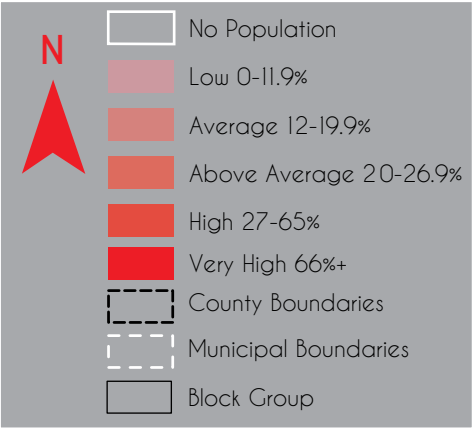 N
No Population
Low 0-11.9%
Average 12-19.9%
Above Average 20-26.9%
High 27-65%
Very High 66%+
County Boundaries
Municipal Boundaries
Block Group